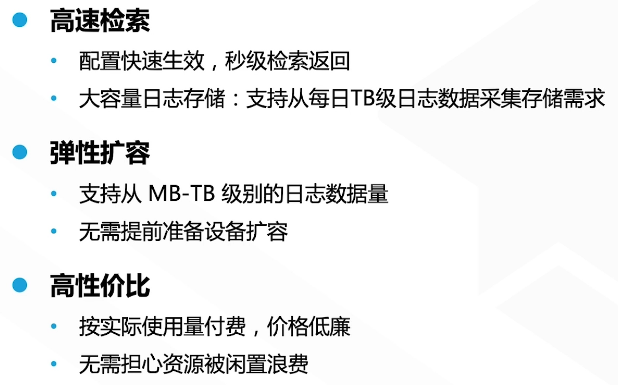 高速检索
配置快速生效，秒级检索返回
大容量日志存储：支持从每日TB级日志数据采集存储需求
弹性扩容
支持从 MB-TB 级别的日志数据量
无需提前准备设备扩容
高性价比
按实际使用量付费，价格低廉
无需担心资源被闲置浪费